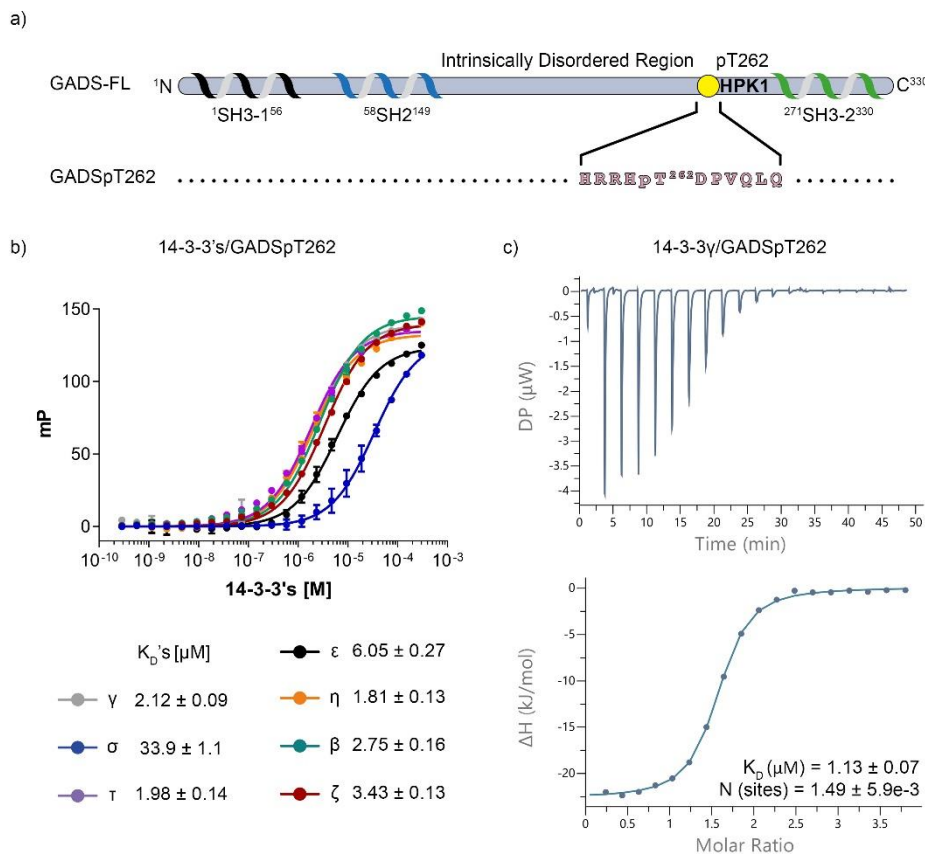 a)
Intrinsically Disordered Region pT262
GADS-FL ¹N HPK1 C³³⁰
¹SH3-1⁵⁶ ⁵⁸SH2¹⁴⁹ ²⁷¹SH3-2³³⁰
GADSpT262 HRRHpT²⁶²DPVQLQ
b) 14-3-3's/GADSpT262
150
100
50
0
mP
10⁻¹⁰ 10⁻⁹ 10⁻⁸ 10⁻⁷ 10⁻⁶ 10⁻⁵ 10⁻⁴ 10⁻³
14-3-3's [M]
K_D's [µM]
γ 2.12 ± 0.09
σ 33.9 ± 1.1
τ 1.98 ± 0.14
ε 6.05 ± 0.27
η 1.81 ± 0.13
β 2.75 ± 0.16
ζ 3.43 ± 0.13
c) 14-3-3γ/GADSpT262
0
-0.5
-1
-1.5
-2
-2.5
-3
-3.5
-4
DP (µW)
0 5 10 15 20 25 30 35 40 45 50
Time (min)
0
-5
-10
-15
-20
ΔH (kJ/mol)
K_D (µM) = 1.13 ± 0.07
N (sites) = 1.49 ± 5.9e-3
0 0.5 1 1.5 2 2.5 3 3.5
Molar Ratio